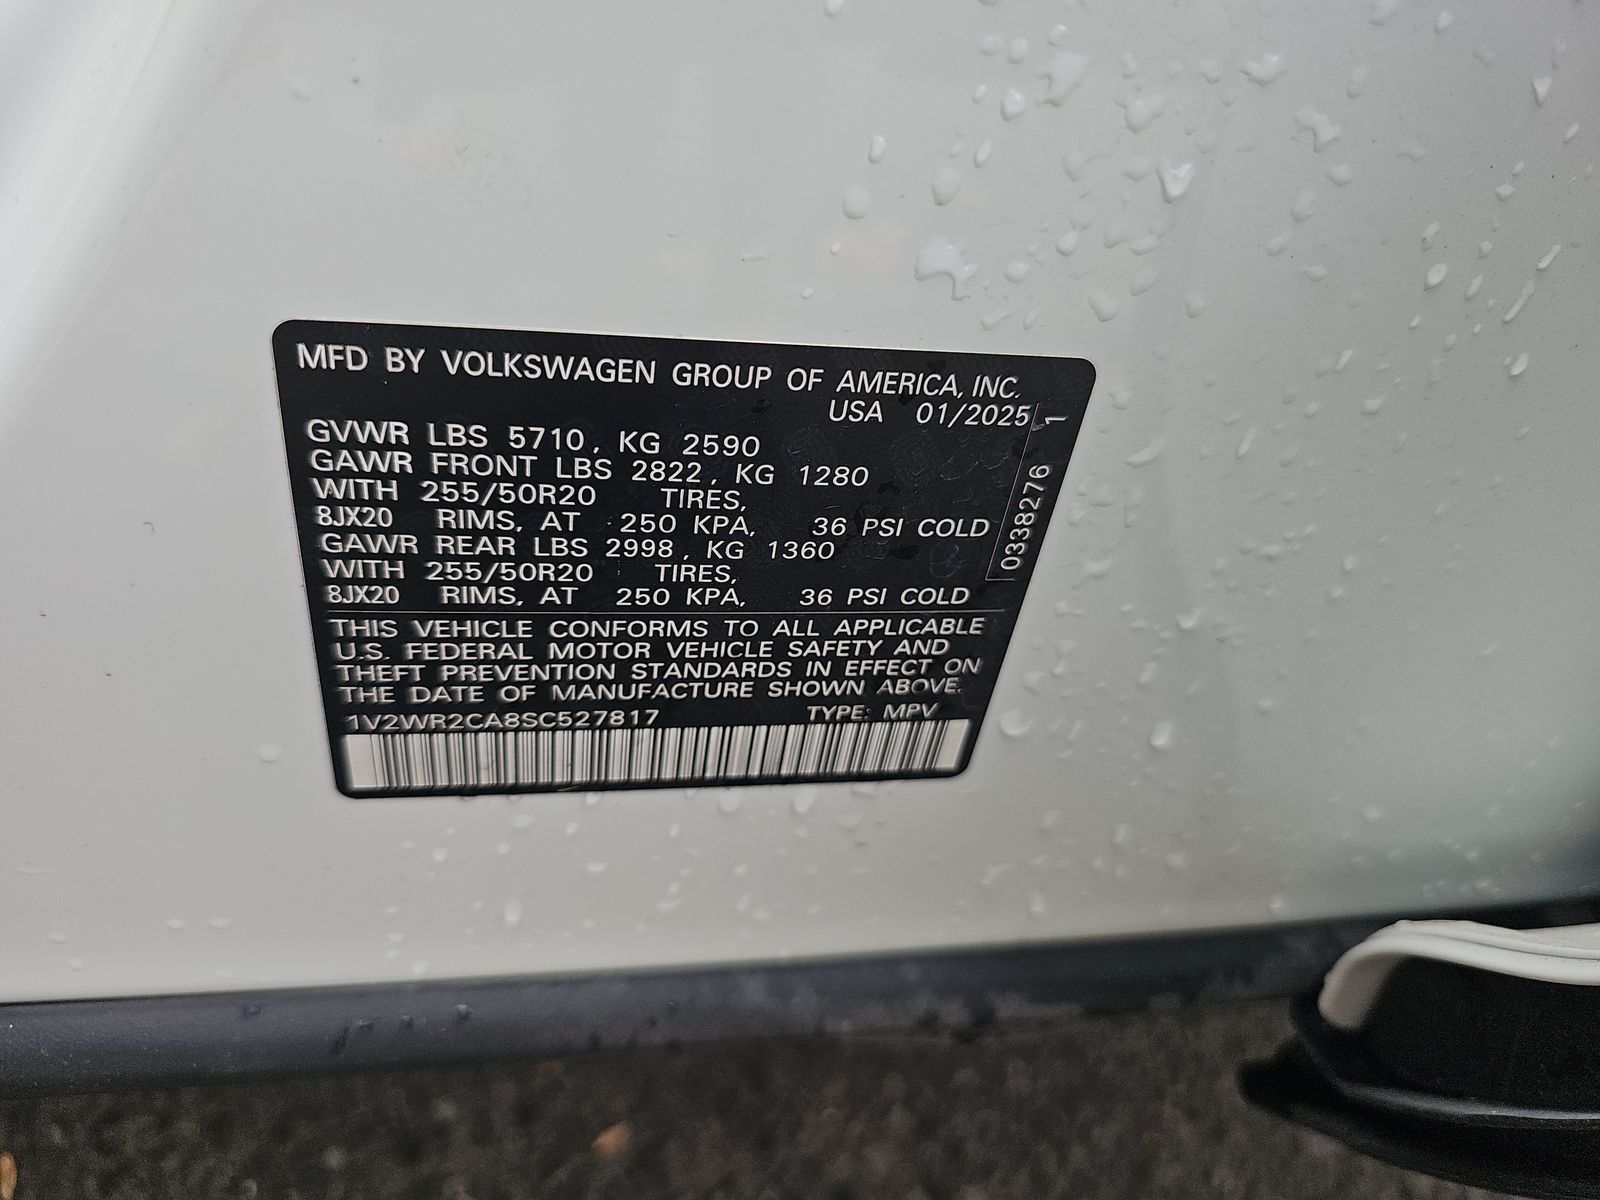 MFD BY VOLKSWAGEN GROUP OF AMERICA, INC.
USA 01/2025
GVWR LBS 5710, KG 2590
GAWR FRONT LBS 2822, KG 1280
WITH 255/50R20 TIRES,
8JX20 RIMS, AT 250 KPA, 36 PSI COLD
GAWR REAR LBS 2998, KG 1360
WITH 255/50R20 TIRES,
8JX20 RIMS, AT 250 KPA, 36 PSI COLD
0338276 1
THIS VEHICLE CONFORMS TO ALL APPLICABLE
U.S. FEDERAL MOTOR VEHICLE SAFETY AND
THEFT PREVENTION STANDARDS IN EFFECT ON
THE DATE OF MANUFACTURE SHOWN ABOVE.
1V2WR2CA8SC527817 TYPE: MPV